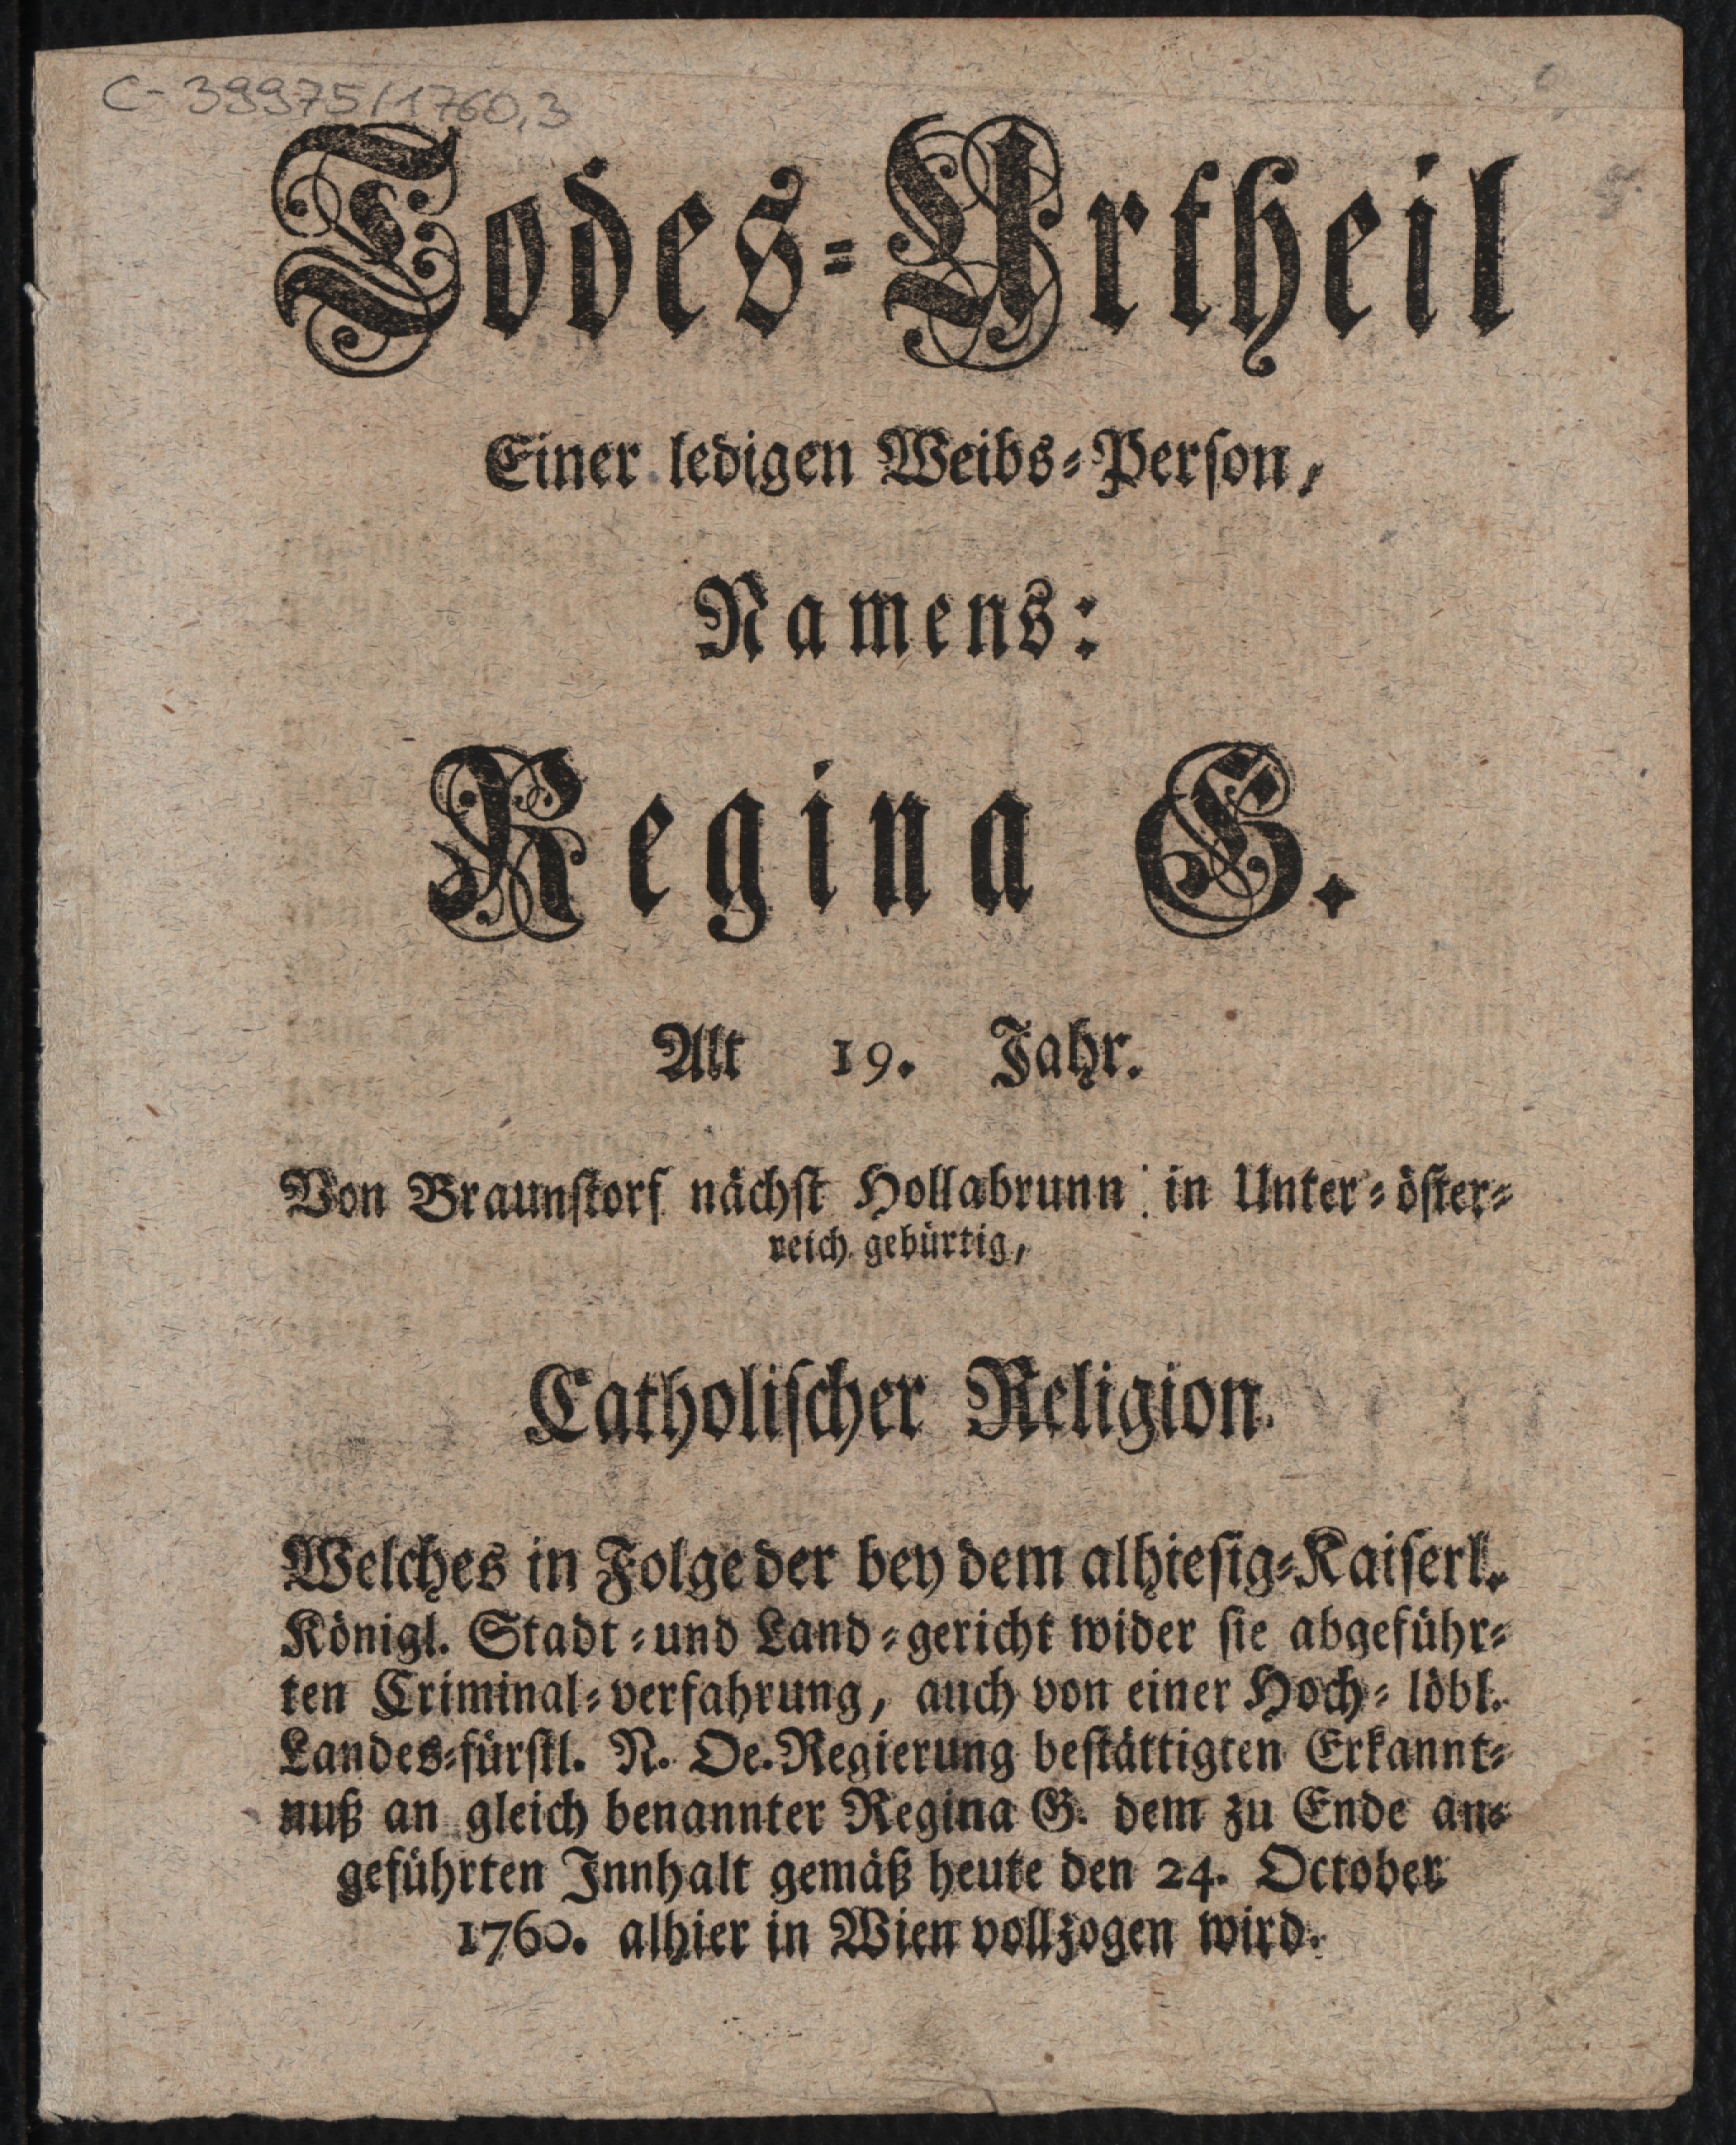 C-39975/1760,3
Todes-Urtheil
Einer ledigen Weibs-Person,
Namens:
Regina G.
Alt 19. Jahr.
Von Braunstorf nächst Hollabrunn in Unter-öster-
reich gebürtig,
Catholischer Religion.
Welches in Folge der bey dem alhiesig-Kaiserl.
Königl. Stadt-und Land-gericht wider sie abgeführ-
ten Criminal-verfahrung, auch von einer Hoch-löbl.
Landes-fürstl. N. Oe. Regierung bestättigten Erkannt-
nuß an gleich benannter Regina G. dem zu Ende an-
geführten Innhalt gemäß heute den 24. October
1760. alhier in Wien vollzogen wird.